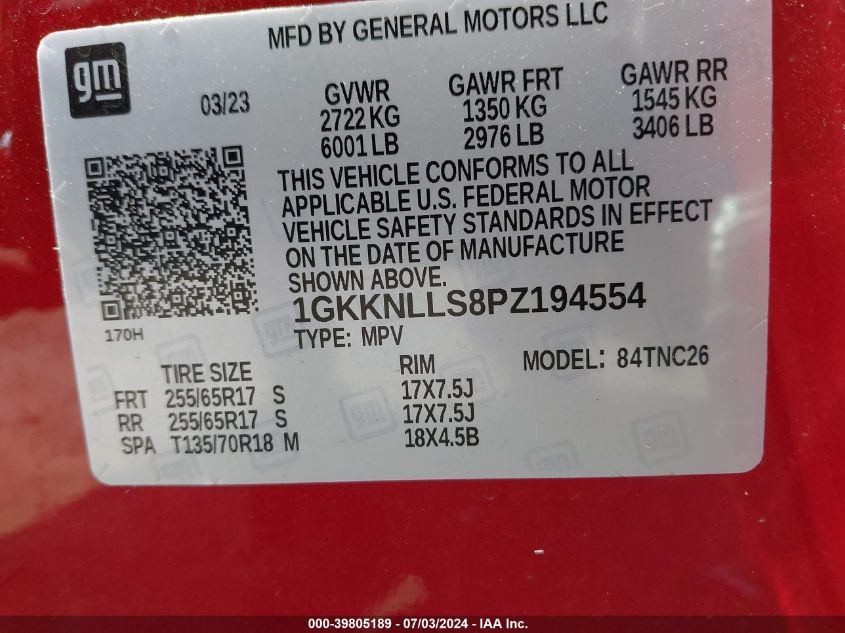 MFD BY GENERAL MOTORS LLC
gm
03/23
GVWR GAWR FRT GAWR RR
2722 KG 1350 KG 1545 KG
6001 LB 2976 LB 3406 LB
THIS VEHICLE CONFORMS TO ALL
APPLICABLE U.S. FEDERAL MOTOR
VEHICLE SAFETY STANDARDS IN EFFECT
ON THE DATE OF MANUFACTURE
SHOWN ABOVE.
1GKKNLLS8PZ194554
170H
TYPE: MPV
MODEL: 84TNC26
TIRE SIZE RIM
FRT 255/65R17 S 17X7.5J
RR 255/65R17 S 17X7.5J
SPA T135/70R18 M 18X4.5B
000-39805189 - 07/03/2024 - IAA Inc.